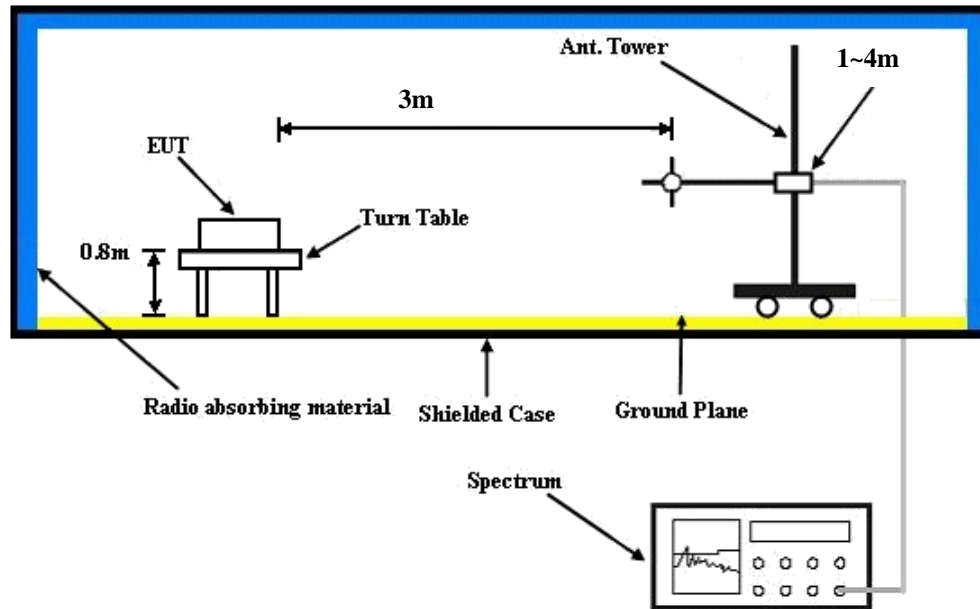 Ant. Tower
1~4m
3m
EUT
Turn Table
0.8m
Radio absorbing material
Shielded Case
Ground Plane
Spectrum